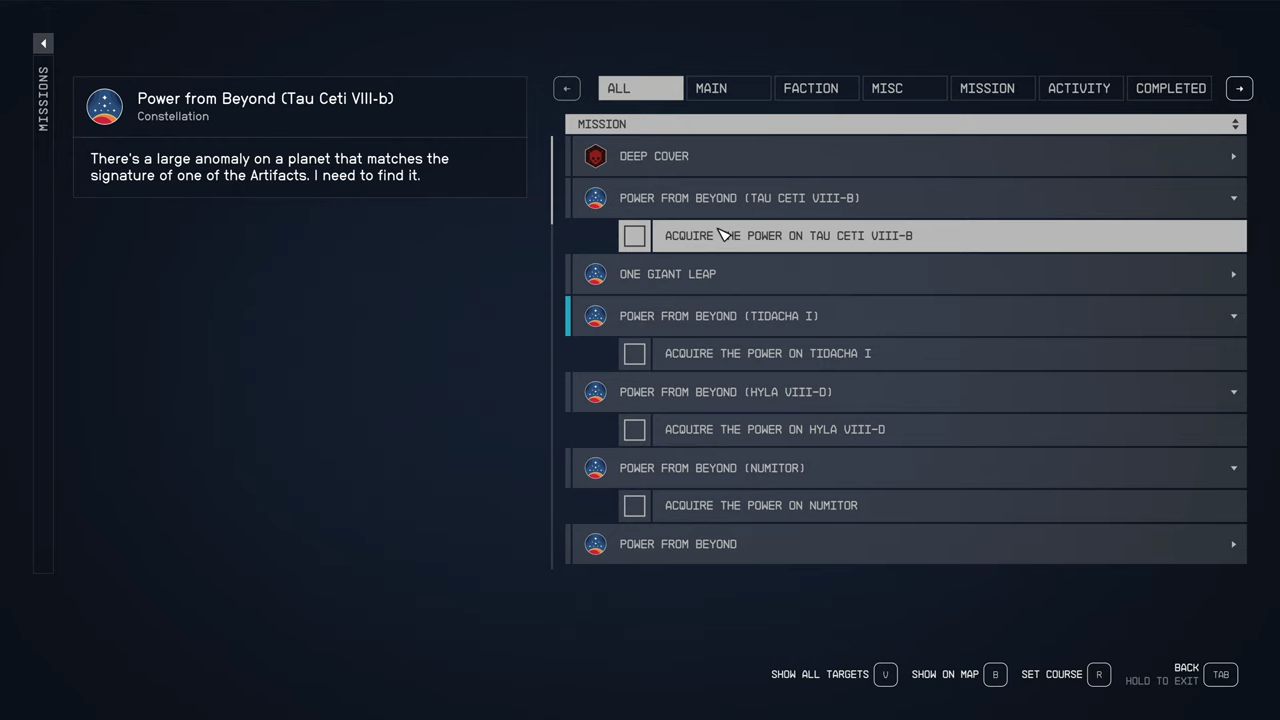 MISSIONS
Power from Beyond (Tau Ceti VIII-b)
Constellation
There's a large anomaly on a planet that matches the
signature of one of the Artifacts. I need to find it.
ALL
MAIN
FACTION
MISC
MISSION
ACTIVITY
COMPLETED
MISSION
DEEP COVER
POWER FROM BEYOND (TAU CETI VIII-B)
ACQUIRE THE POWER ON TAU CETI VIII-B
ONE GIANT LEAP
POWER FROM BEYOND (TIDACHA I)
ACQUIRE THE POWER ON TIDACHA I
POWER FROM BEYOND (HYLA VIII-D)
ACQUIRE THE POWER ON HYLA VIII-D
POWER FROM BEYOND (NUMITOR)
ACQUIRE THE POWER ON NUMITOR
POWER FROM BEYOND
SHOW ALL TARGETS V
SHOW ON MAP B
SET COURSE R
BACK
HOLD TO EXIT TAB